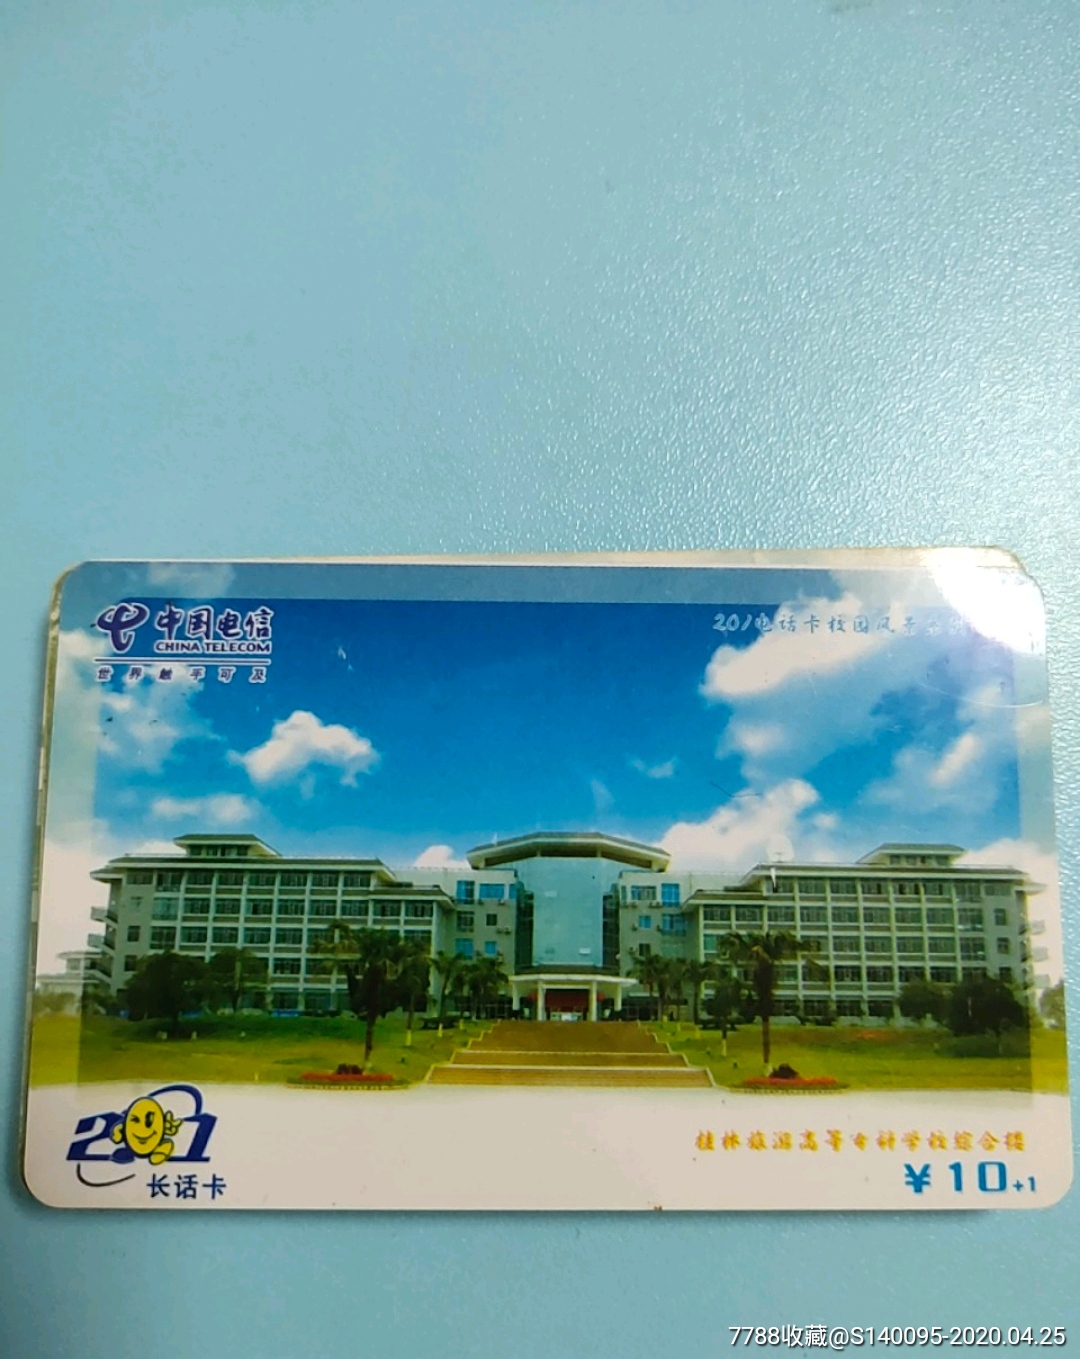 中国电信
CHINA TELECOM
世界触手可及
201电话卡校园风景
201
长话卡
桂林旅游高等专科学校综合楼
¥10+1
7788收藏@S140095-2020.04.25